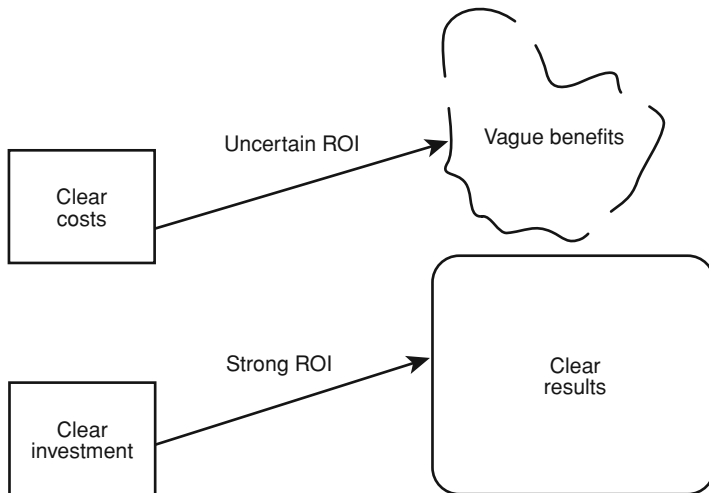 Uncertain ROI
Vague benefits
Clear
costs
Strong ROI
Clear
results
Clear
investment